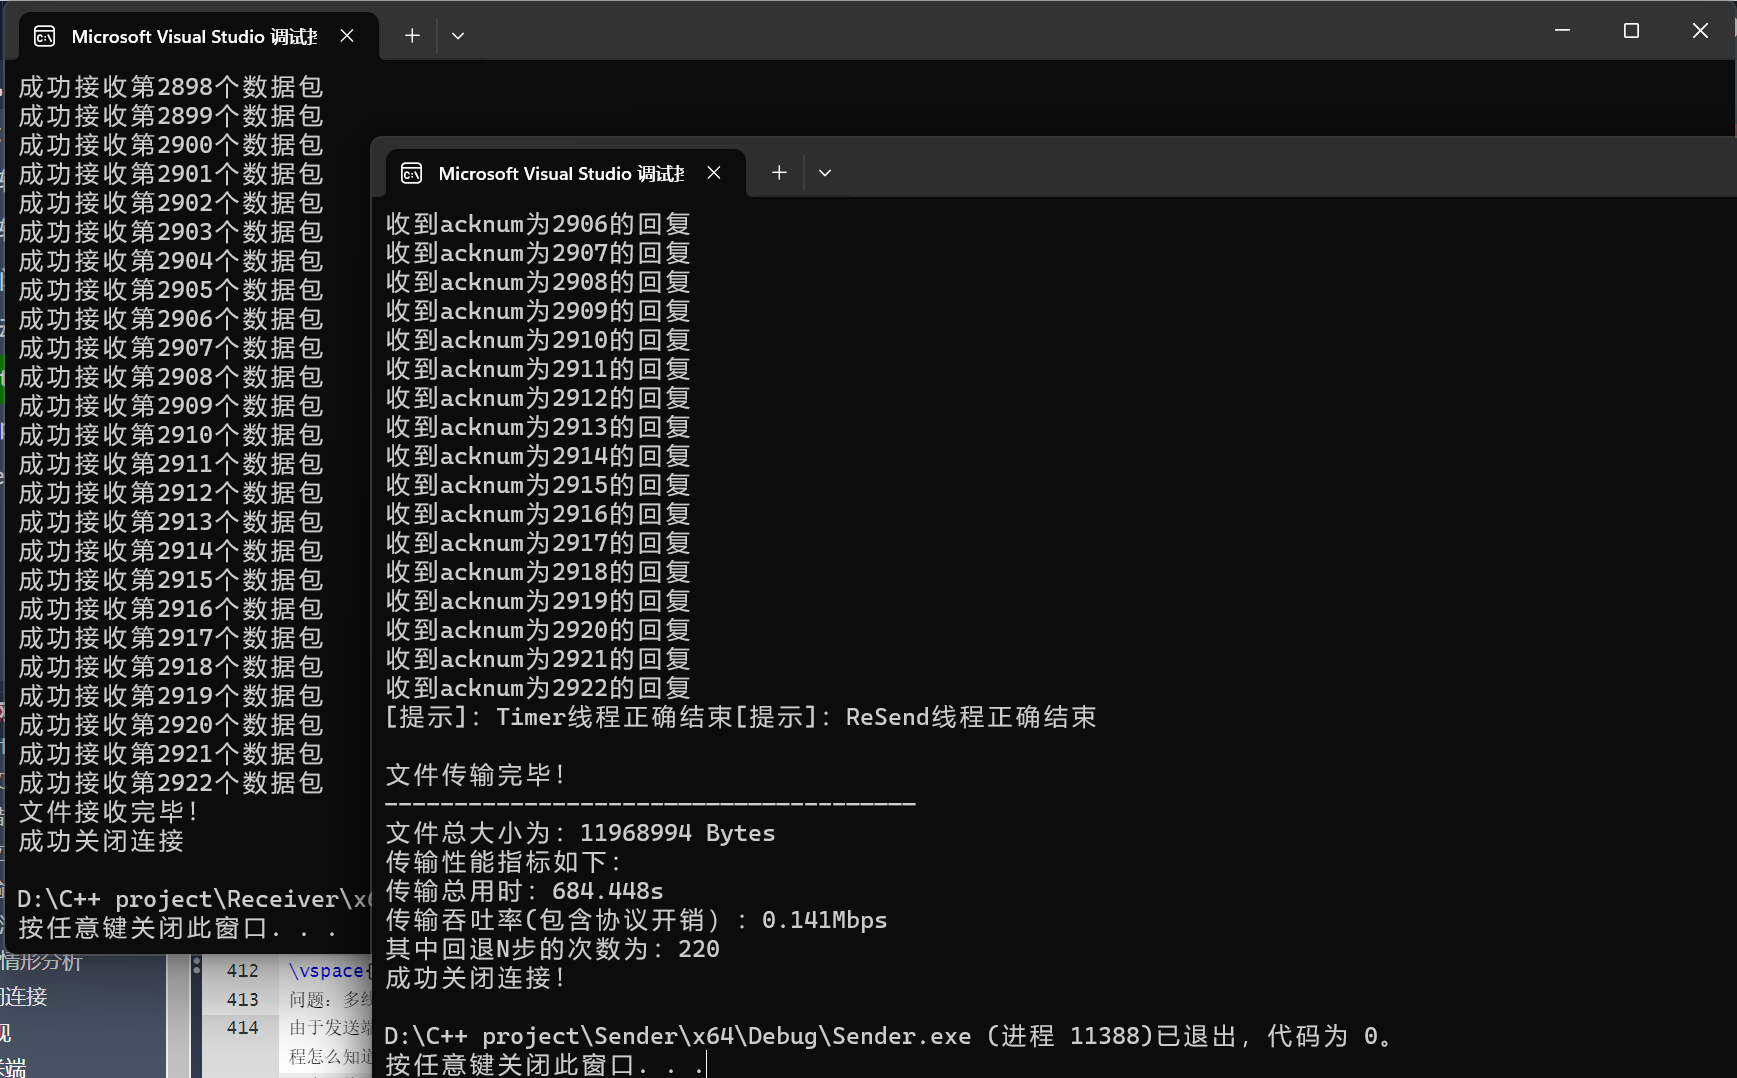 Microsoft Visual Studio 调试
成功接收第2898个数据包
成功接收第2899个数据包
成功接收第2900个数据包
成功接收第2901个数据包
成功接收第2902个数据包
成功接收第2903个数据包
成功接收第2904个数据包
成功接收第2905个数据包
成功接收第2906个数据包
成功接收第2907个数据包
成功接收第2908个数据包
成功接收第2909个数据包
成功接收第2910个数据包
成功接收第2911个数据包
成功接收第2912个数据包
成功接收第2913个数据包
成功接收第2914个数据包
成功接收第2915个数据包
成功接收第2916个数据包
成功接收第2917个数据包
成功接收第2918个数据包
成功接收第2919个数据包
成功接收第2920个数据包
成功接收第2921个数据包
成功接收第2922个数据包
文件接收完毕！
成功关闭连接
D:\C++ project\Receiver\x6
按任意键关闭此窗口. . .
Microsoft Visual Studio 调试
收到acknum为2906的回复
收到acknum为2907的回复
收到acknum为2908的回复
收到acknum为2909的回复
收到acknum为2910的回复
收到acknum为2911的回复
收到acknum为2912的回复
收到acknum为2913的回复
收到acknum为2914的回复
收到acknum为2915的回复
收到acknum为2916的回复
收到acknum为2917的回复
收到acknum为2918的回复
收到acknum为2919的回复
收到acknum为2920的回复
收到acknum为2921的回复
收到acknum为2922的回复
[提示]：Timer线程正确结束[提示]：ReSend线程正确结束
文件传输完毕！
--------------------------------------
文件总大小为：11968994 Bytes
传输性能指标如下：
传输总用时：684.448s
传输吞吐率(包含协议开销）：0.141Mbps
其中回退N步的次数为：220
成功关闭连接！
D:\C++ project\Sender\x64\Debug\Sender.exe (进程 11388)已退出，代码为 0。
按任意键关闭此窗口. . .
情形分析
闭连接
现
送端
412 \vspace{
413 问题：多线
414 由于发送端
程怎么知道